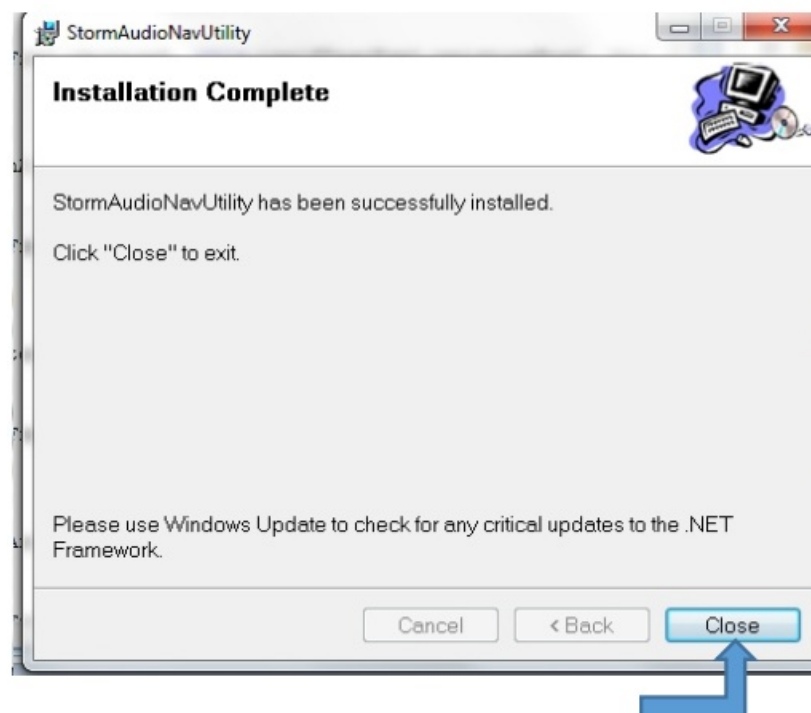 StormAudioNavUtility
Installation Complete
StormAudioNavUtility has been successfully installed.
Click "Close" to exit.
Please use Windows Update to check for any critical updates to the .NET
Framework.
Cancel
< Back
Close